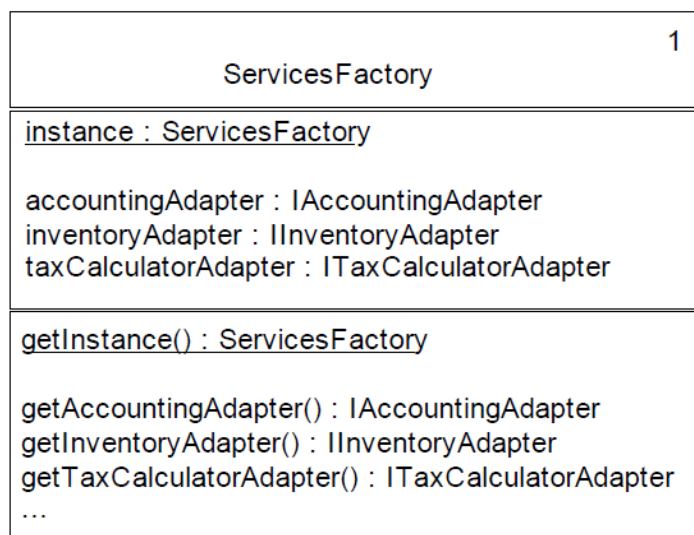 1
ServicesFactory
instance : ServicesFactory
accountingAdapter : IAccountingAdapter
inventoryAdapter : IInventoryAdapter
taxCalculatorAdapter : ITaxCalculatorAdapter
getInstance() : ServicesFactory
getAccountingAdapter() : IAccountingAdapter
getInventoryAdapter() : IInventoryAdapter
getTaxCalculatorAdapter() : ITaxCalculatorAdapter
...